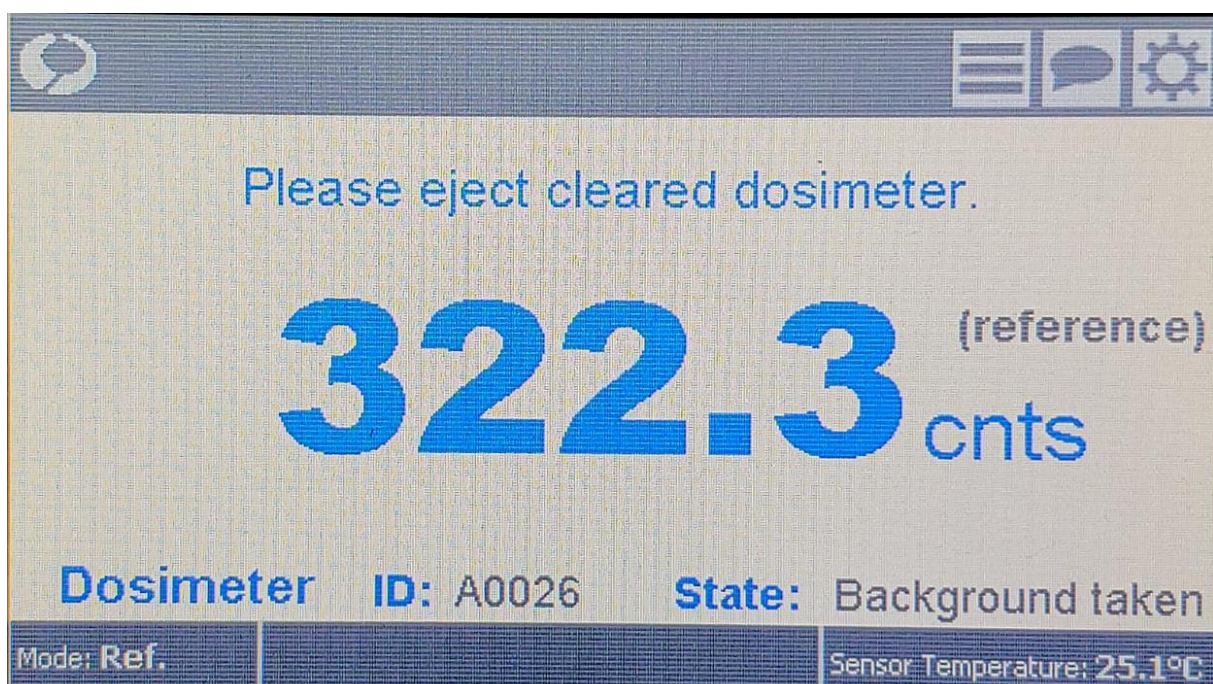 Please eject cleared dosimeter.
(reference)
322.3 cnts
Dosimeter ID: A0026 State: Background taken
Mode: Ref. Sensor Temperature: 25.1ºC